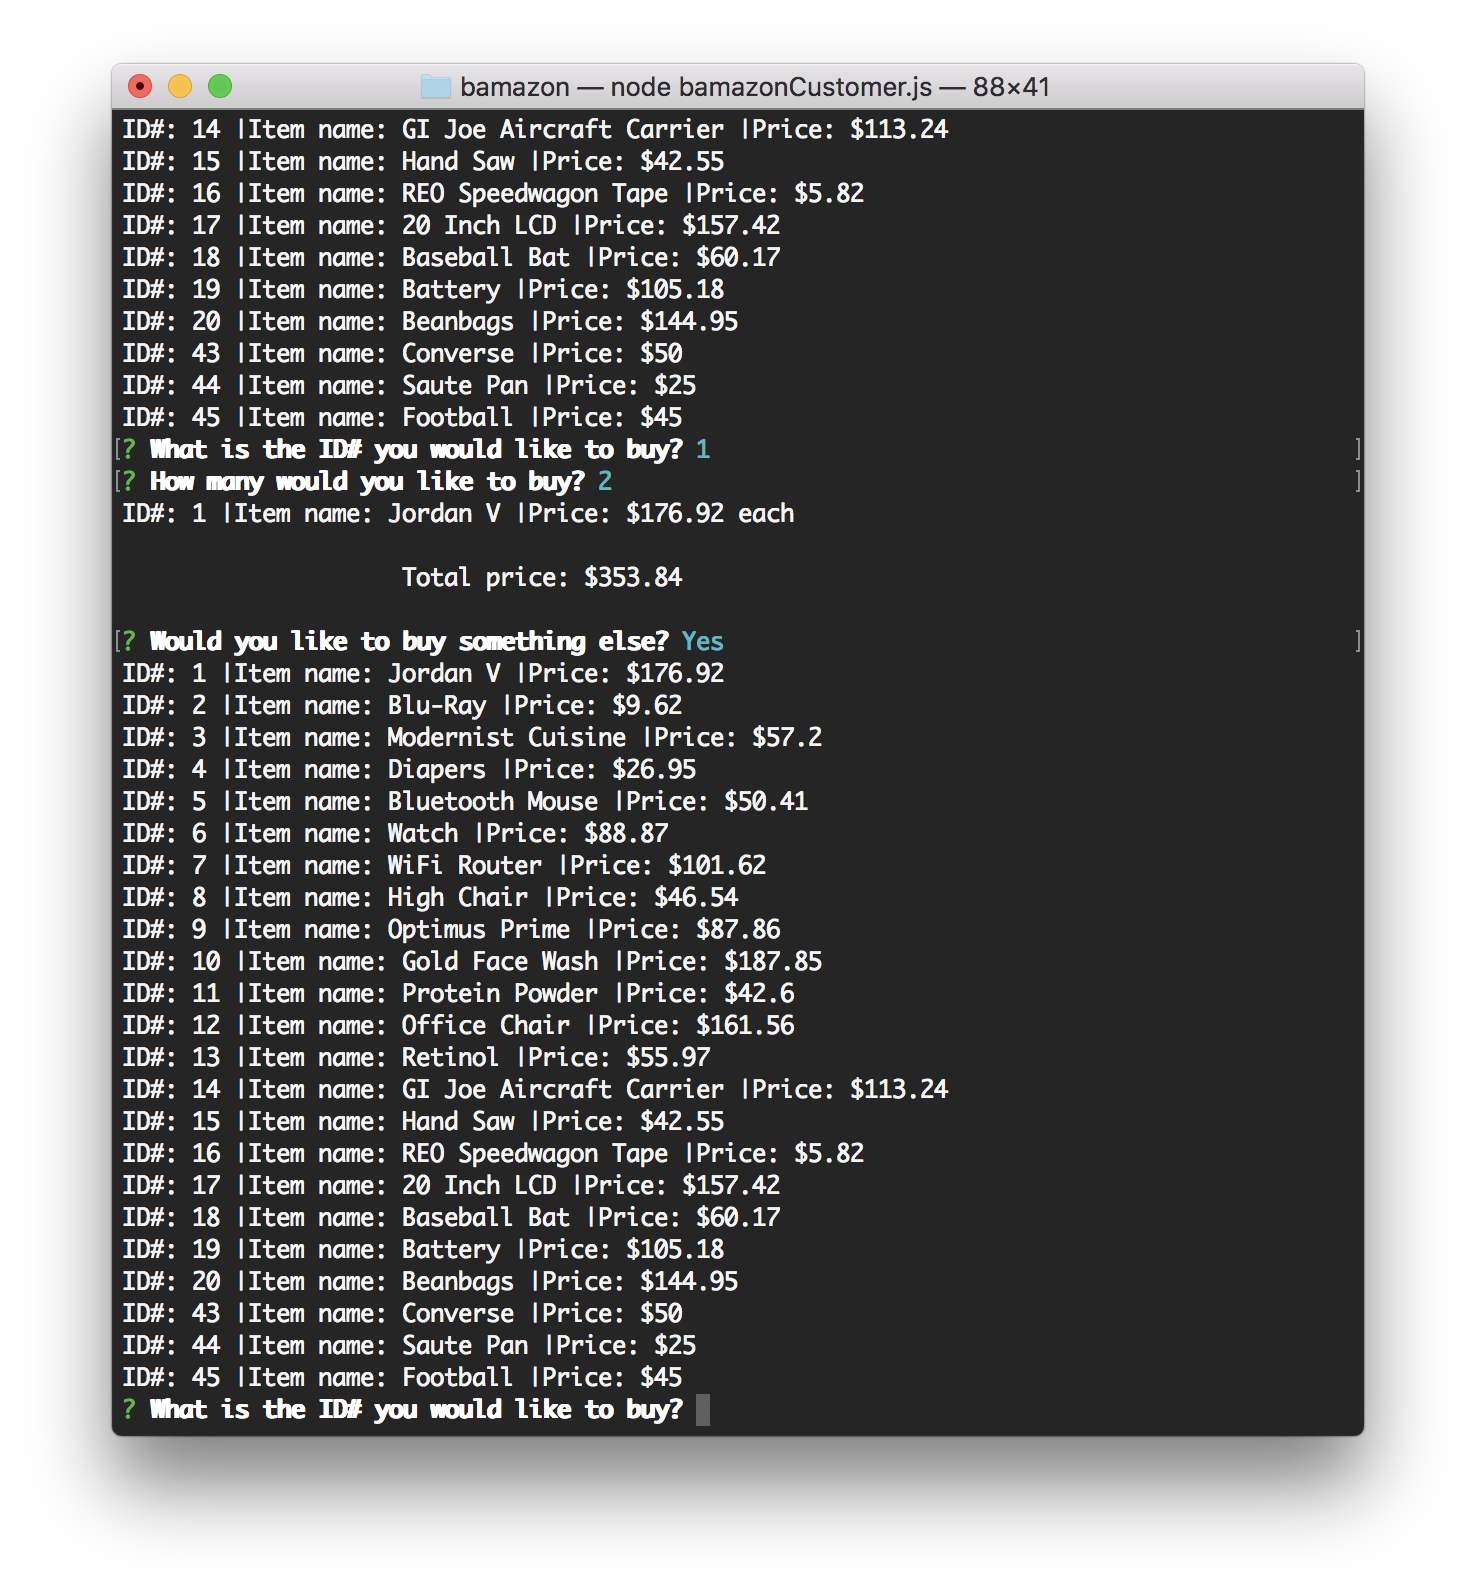 bamazon — node bamazonCustomer.js — 88×41
ID#: 14 |Item name: GI Joe Aircraft Carrier |Price: $113.24
ID#: 15 |Item name: Hand Saw |Price: $42.55
ID#: 16 |Item name: REO Speedwagon Tape |Price: $5.82
ID#: 17 |Item name: 20 Inch LCD |Price: $157.42
ID#: 18 |Item name: Baseball Bat |Price: $60.17
ID#: 19 |Item name: Battery |Price: $105.18
ID#: 20 |Item name: Beanbags |Price: $144.95
ID#: 43 |Item name: Converse |Price: $50
ID#: 44 |Item name: Saute Pan |Price: $25
ID#: 45 |Item name: Football |Price: $45
[? What is the ID# you would like to buy? 1 ]
[? How many would you like to buy? 2 ]
ID#: 1 |Item name: Jordan V |Price: $176.92 each
Total price: $353.84
[? Would you like to buy something else? Yes ]
ID#: 1 |Item name: Jordan V |Price: $176.92
ID#: 2 |Item name: Blu-Ray |Price: $9.62
ID#: 3 |Item name: Modernist Cuisine |Price: $57.2
ID#: 4 |Item name: Diapers |Price: $26.95
ID#: 5 |Item name: Bluetooth Mouse |Price: $50.41
ID#: 6 |Item name: Watch |Price: $88.87
ID#: 7 |Item name: WiFi Router |Price: $101.62
ID#: 8 |Item name: High Chair |Price: $46.54
ID#: 9 |Item name: Optimus Prime |Price: $87.86
ID#: 10 |Item name: Gold Face Wash |Price: $187.85
ID#: 11 |Item name: Protein Powder |Price: $42.6
ID#: 12 |Item name: Office Chair |Price: $161.56
ID#: 13 |Item name: Retinol |Price: $55.97
ID#: 14 |Item name: GI Joe Aircraft Carrier |Price: $113.24
ID#: 15 |Item name: Hand Saw |Price: $42.55
ID#: 16 |Item name: REO Speedwagon Tape |Price: $5.82
ID#: 17 |Item name: 20 Inch LCD |Price: $157.42
ID#: 18 |Item name: Baseball Bat |Price: $60.17
ID#: 19 |Item name: Battery |Price: $105.18
ID#: 20 |Item name: Beanbags |Price: $144.95
ID#: 43 |Item name: Converse |Price: $50
ID#: 44 |Item name: Saute Pan |Price: $25
ID#: 45 |Item name: Football |Price: $45
? What is the ID# you would like to buy?